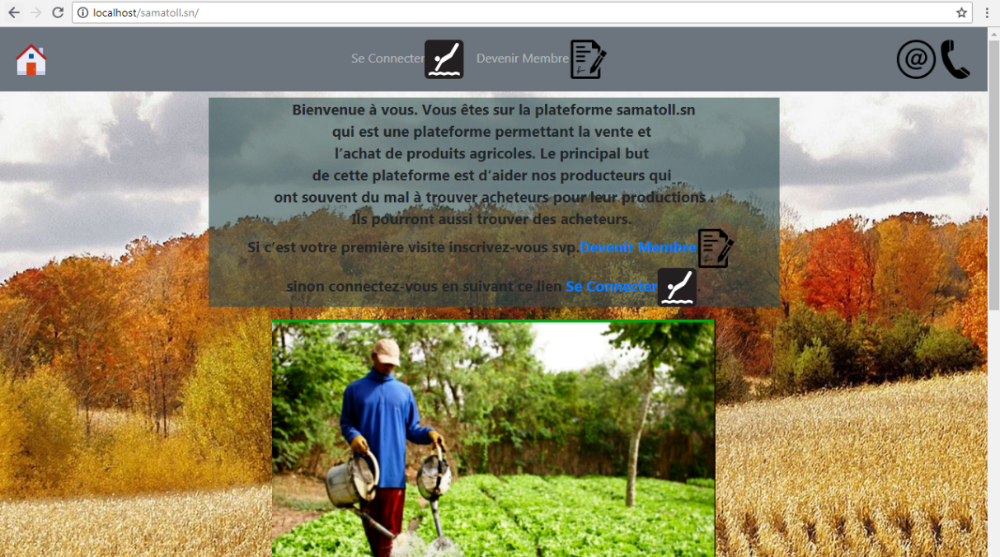 localhost/samatoll.sn/
Se Connecter Devenir Membre
Bienvenue à vous. Vous êtes sur la plateforme samatoll.sn
qui est une plateforme permettant la vente et
l’achat de produits agricoles. Le principal but
de cette plateforme est d’aider nos producteurs qui
ont souvent du mal à trouver acheteurs pour leur productions .
Ils pourront aussi trouver des acheteurs.
Si c’est votre première visite inscrivez-vous svp.Devenir Membre
sinon connectez-vous en suivant ce lien Se Connecter